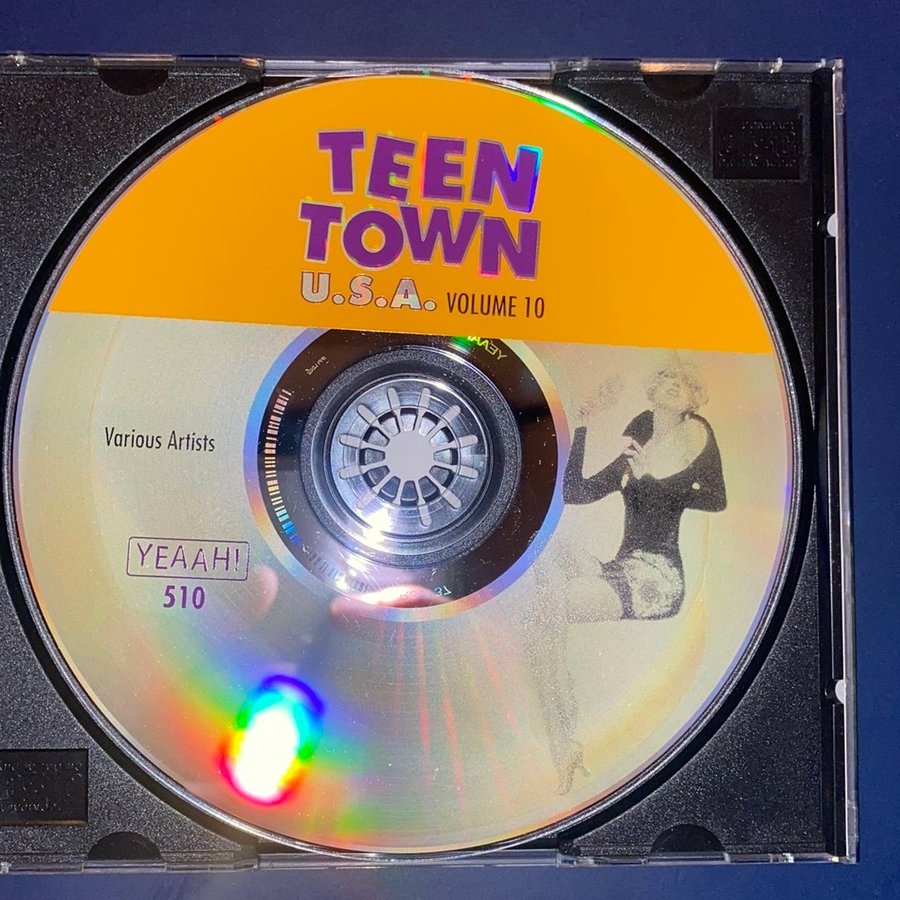 TEEN
TOWN
U.S.A. VOLUME 10
Various Artists
YEAAH!
510